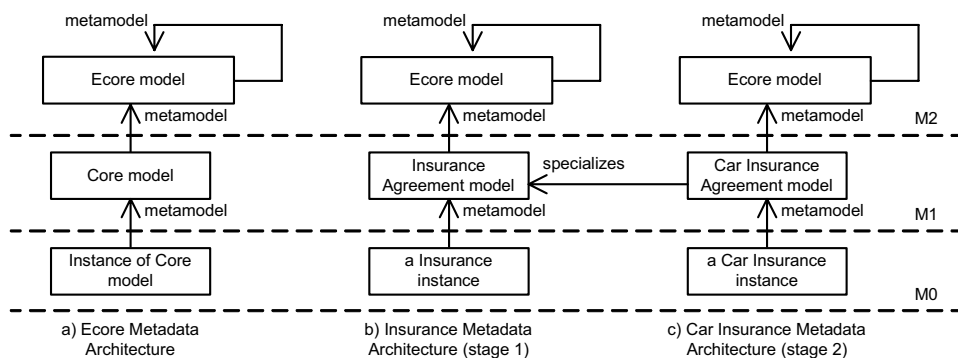 metamodel
metamodel
metamodel
Ecore model
Ecore model
Ecore model
metamodel
metamodel
metamodel
M2
Core model
Insurance
Agreement model
specializes
Car Insurance
Agreement model
metamodel
metamodel
metamodel
M1
Instance of Core
model
a Insurance
instance
a Car Insurance
instance
M0
a) Ecore Metadata
Architecture
b) Insurance Metadata
Architecture (stage 1)
c) Car Insurance Metadata
Architecture (stage 2)